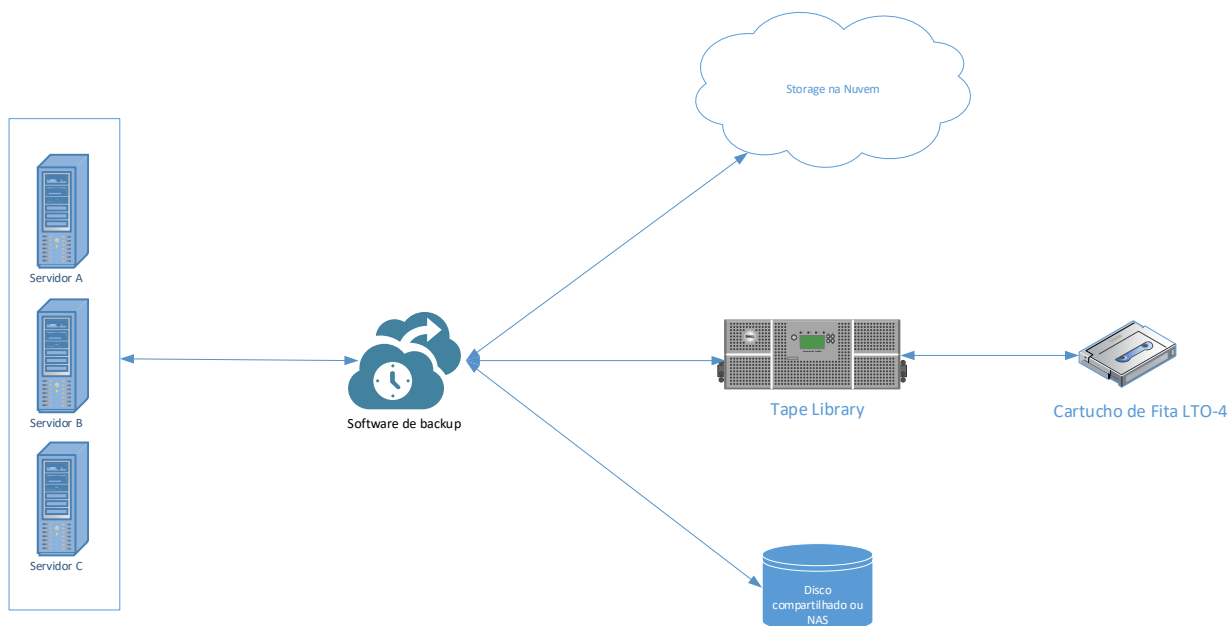 Storage na Nuvem
Servidor A
Servidor B
Servidor C
Software de backup
DELL
Tape Library
Cartucho de Fita LTO-4
Disco
compartilhado ou
NAS